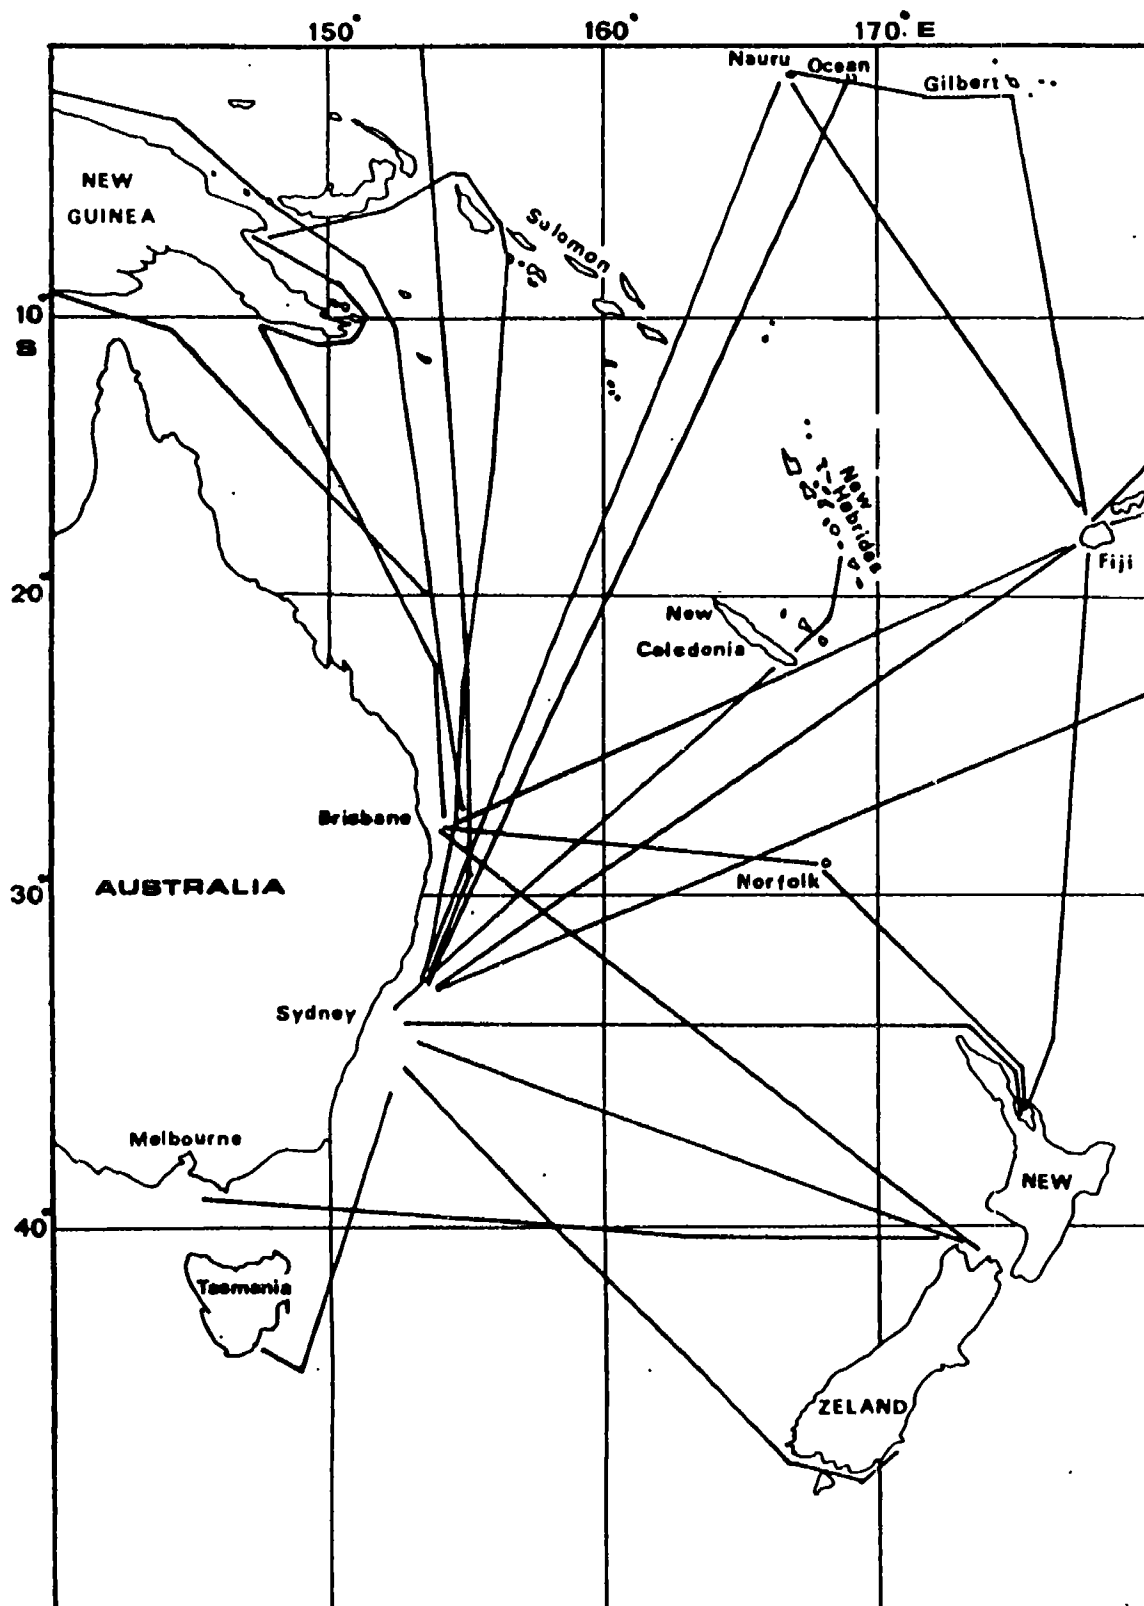 150° 160° 170° E
Nauru Ocean
Gilbert
NEW
GUINEA
Solomon
10°
S
New
Hebrides
Fiji
20°
New
Caledonia
Brisbane
Norfolk
30°
AUSTRALIA
Sydney
Melbourne
NEW
40°
Tasmania
ZELAND